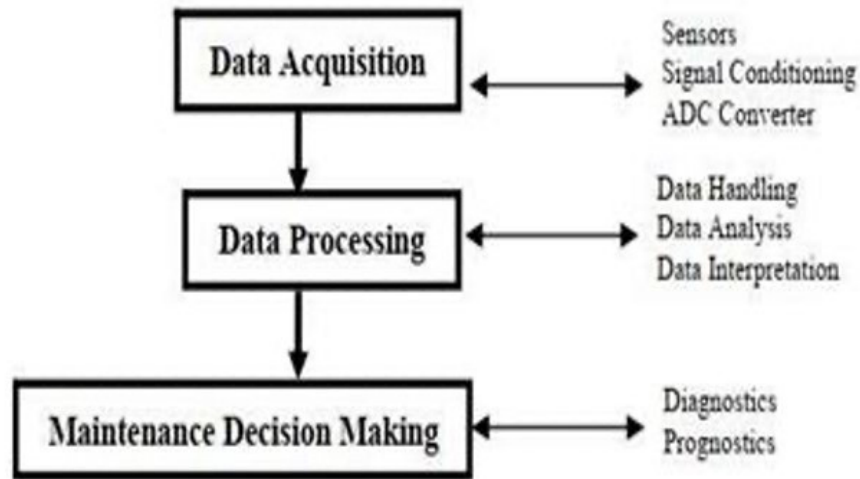 Data Acquisition
Sensors
Signal Conditioning
ADC Converter
Data Processing
Data Handling
Data Analysis
Data Interpretation
Maintenance Decision Making
Diagnostics
Prognostics